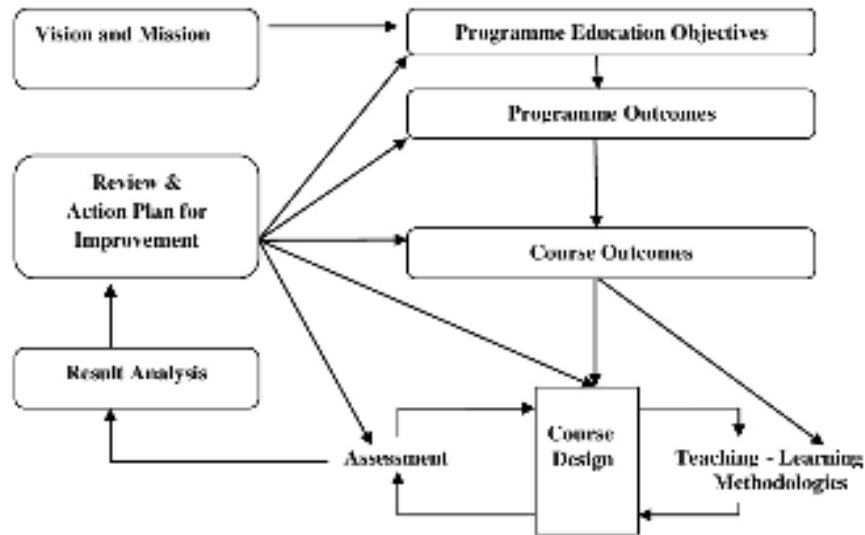 Vision and Mission
Programme Education Objectives
Programme Outcomes
Review &
Action Plan for
Improvement
Course Outcomes
Result Analysis
Assessment
Course
Design
Teaching - Learning
Methodologies